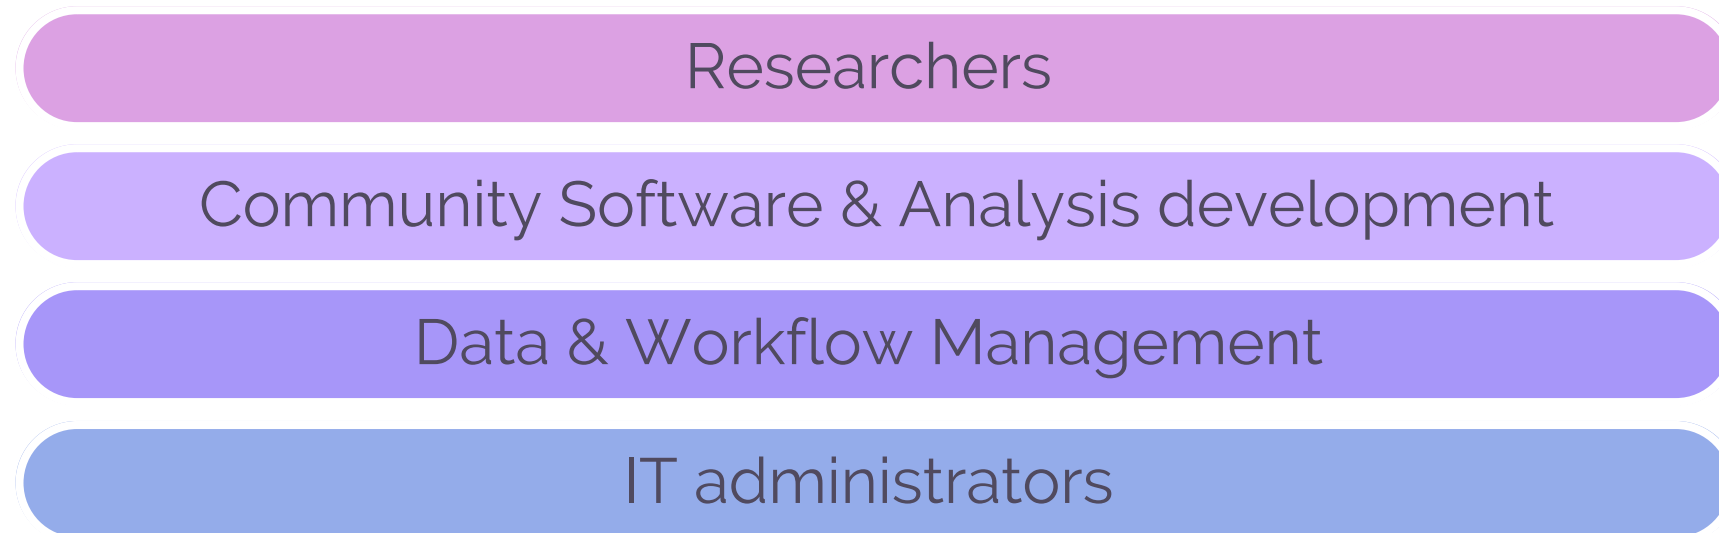 Researchers
Community Software & Analysis development
Data & Workflow Management
IT administrators